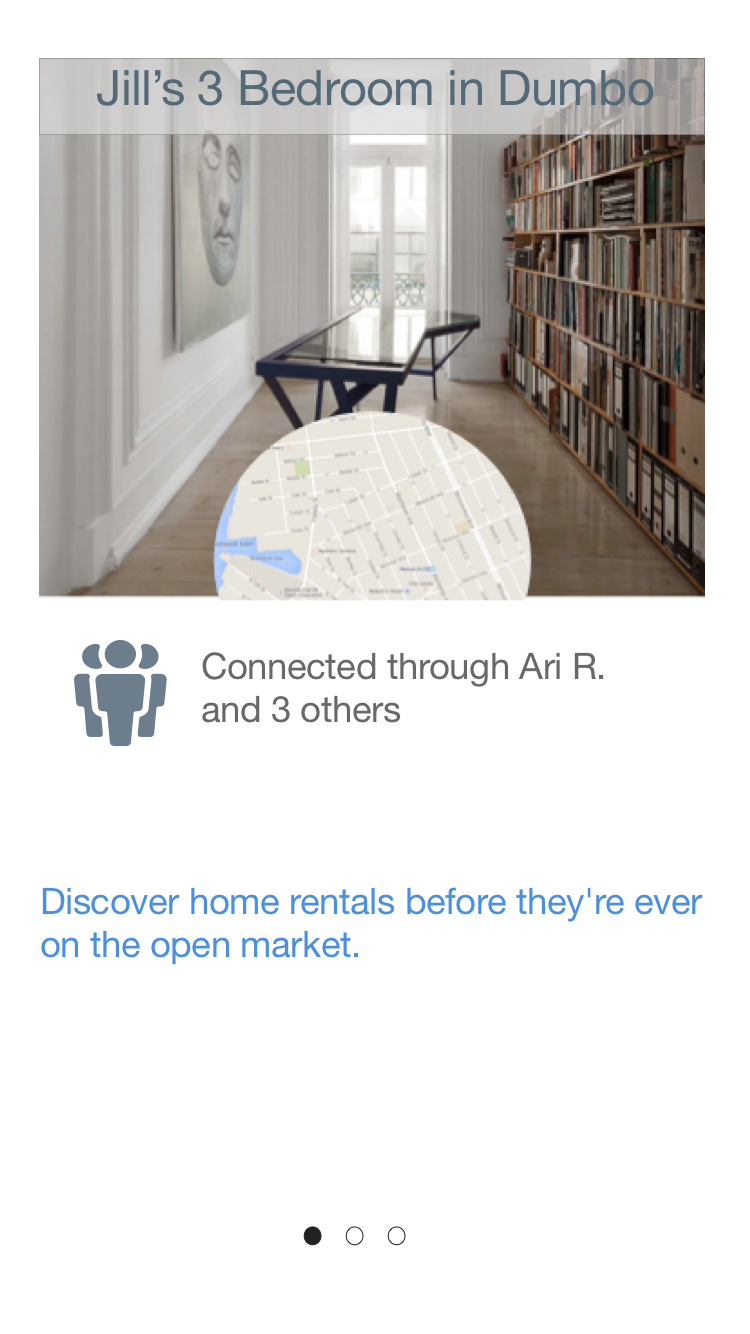 Jill’s 3 Bedroom in Dumbo
Connected through Ari R.
and 3 others
Discover home rentals before they're ever
on the open market.